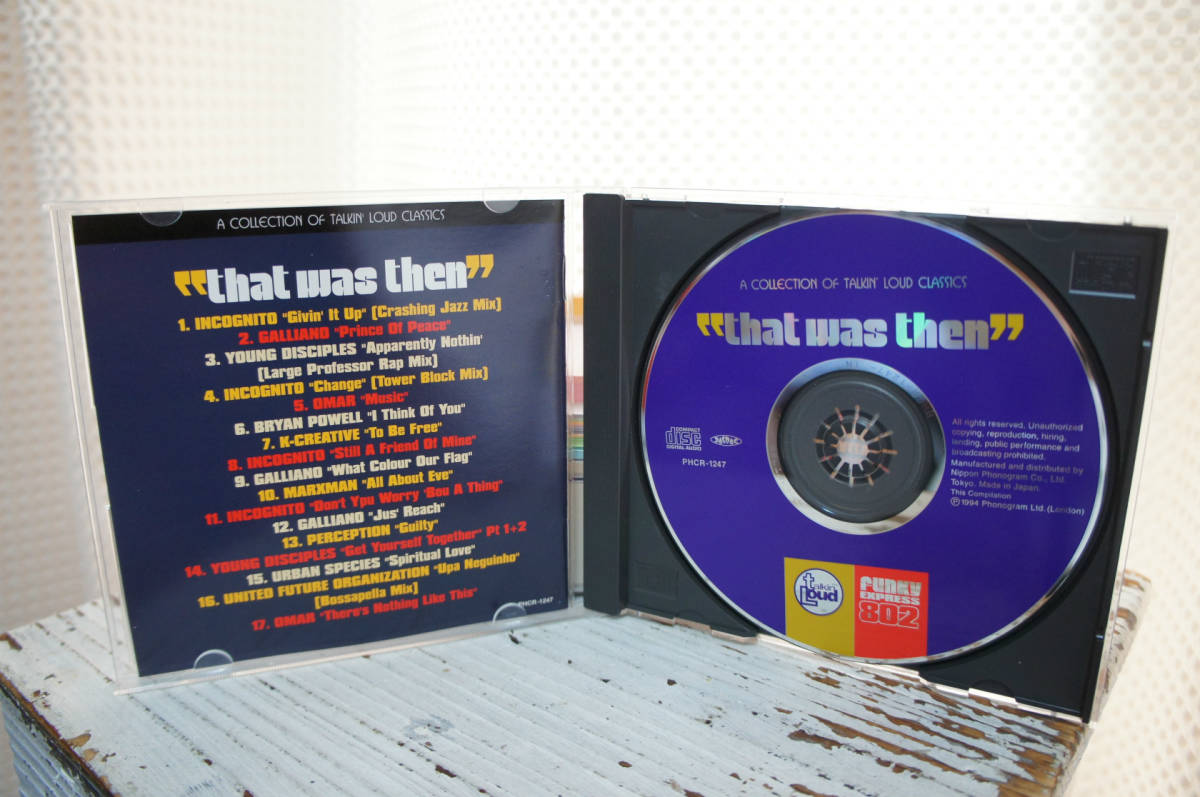 A COLLECTION OF TALKIN' LOUD CLASSICS
"that was then"
1. INCOGNITO "Givin' It Up" (Crashing Jazz Mix)
2. GALLIANO "Prince Of Peace"
3. YOUNG DISCIPLES "Apparently Nothin'
(Large Professor Rap Mix)
4. INCOGNITO "Change" (Tower Block Mix)
5. OMAR "Music"
6. BRYAN POWELL "I Think Of You"
7. K-CREATIVE "To Be Free"
8. INCOGNITO "Still A Friend Of Mine"
9. GALLIANO "What Colour Our Flag"
10. MARXMAN "All About Eve"
11. INCOGNITO "Don't Ypu Worry 'Bou A Thing"
12. GALLIANO "Jus' Reach"
13. PERCEPTION "Guilty"
14. YOUNG DISCIPLES "Get Yourself Together" Pt 1+2
15. URBAN SPECIES "Spiritual Love"
16. UNITED FUTURE ORGANIZATION "Upa Neguinho"
(Bossapella Mix)
17. OMAR "There's Nothing Like This"
PHCR-1247
A COLLECTION OF TALKIN' LOUD CLASSICS
"that was then"
COMPACT
disc
DIGITAL AUDIO
PHCR-1247
All rights reserved. Unauthorized
copying, reproduction, hiring,
lending, public performance and
broadcasting prohibited.
Manufactured and distributed by
Nippon Phonogram Co., Ltd.
Tokyo. Made in Japan.
This Compilation
Ⓟ1994 Phonogram Ltd. (London)
talkin'
Loud
FUNKY
EXPRESS
802